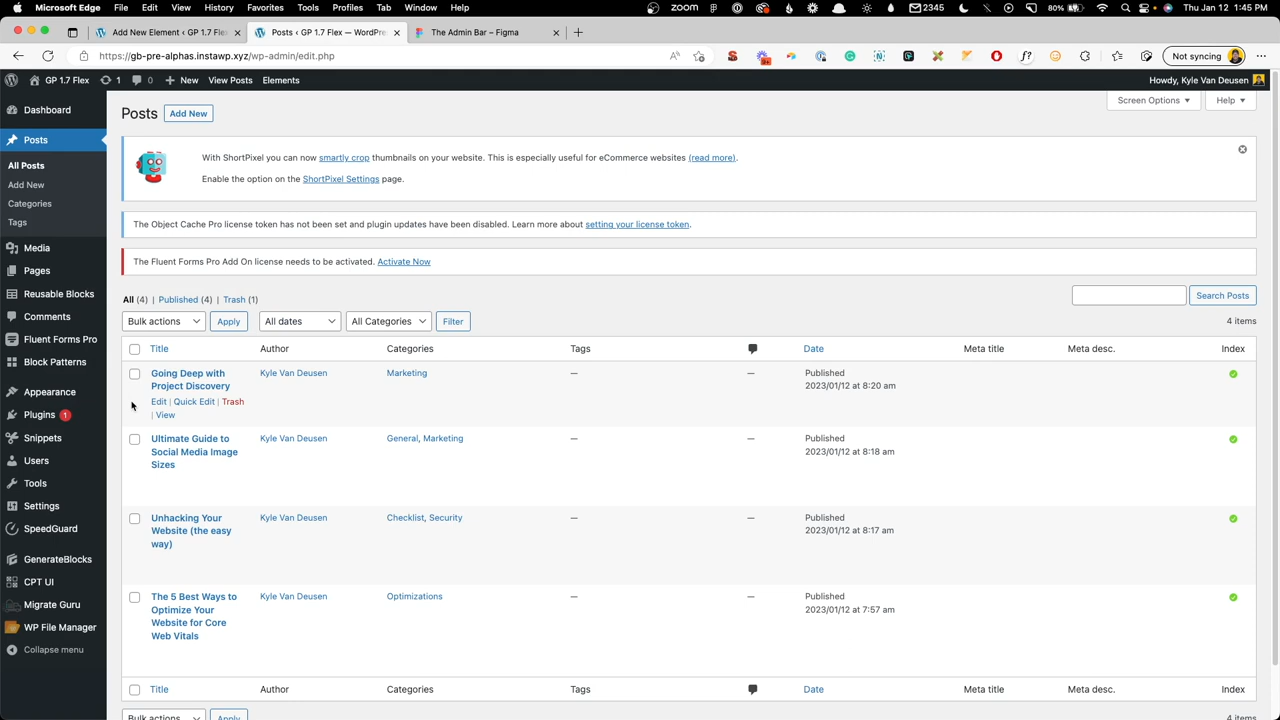 Microsoft Edge File Edit View History Favorites Tools Profiles Tab Window Help zoom 2345 80% Thu Jan 12 1:45 PM
Add New Element ‹ GP 1.7 Flex × Posts ‹ GP 1.7 Flex — WordPre × The Admin Bar – Figma × +
https://gb-pre-alphas.instawp.xyz/wp-admin/edit.php Not syncing
GP 1.7 Flex 1 0 + New View Posts Elements Howdy, Kyle Van Deusen
Dashboard
Posts
All Posts
Add New
Categories
Tags
Media
Pages
Reusable Blocks
Comments
Fluent Forms Pro
Block Patterns
Appearance
Plugins 1
Snippets
Users
Tools
Settings
SpeedGuard
GenerateBlocks
CPT UI
Migrate Guru
WP File Manager
Collapse menu
Posts Add New Screen Options Help
With ShortPixel you can now smartly crop thumbnails on your website. This is especially useful for eCommerce websites (read more).
Enable the option on the ShortPixel Settings page.
The Object Cache Pro license token has not been set and plugin updates have been disabled. Learn more about setting your license token.
The Fluent Forms Pro Add On license needs to be activated. Activate Now
All (4) | Published (4) | Trash (1) Search Posts
Bulk actions Apply All dates All Categories Filter 4 items
Title Author Categories Tags Date Meta title Meta desc. Index
Going Deep with Kyle Van Deusen Marketing — — Published
Project Discovery 2023/01/12 at 8:20 am
Edit | Quick Edit | Trash
| View
Ultimate Guide to Kyle Van Deusen General, Marketing — — Published
Social Media Image 2023/01/12 at 8:18 am
Sizes
Unhacking Your Kyle Van Deusen Checklist, Security — — Published
Website (the easy 2023/01/12 at 8:17 am
way)
The 5 Best Ways to Kyle Van Deusen Optimizations — — Published
Optimize Your 2023/01/12 at 7:57 am
Website for Core
Web Vitals
Title Author Categories Tags Date Meta title Meta desc. Index
Bulk actions Apply 4 items